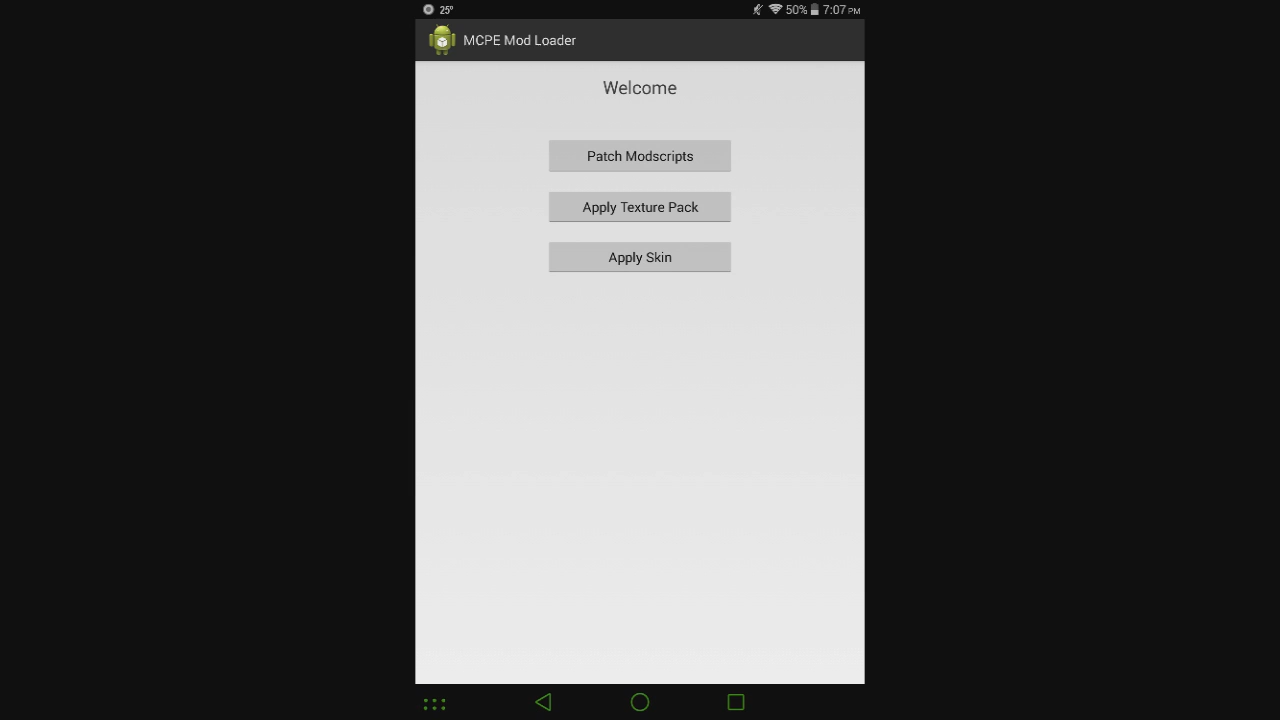 25°
50% 7:07 PM
MCPE Mod Loader
Welcome
Patch Modscripts
Apply Texture Pack
Apply Skin